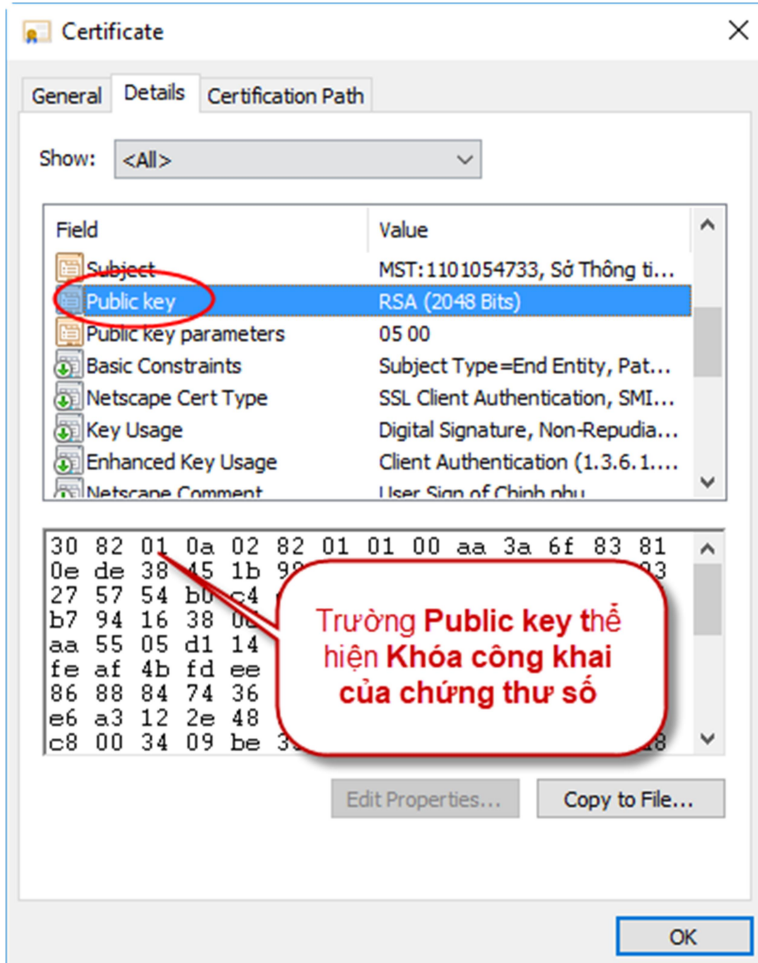 Certificate
General Details Certification Path
Show: <All>
Field Value
Subject MST:1101054733, Sở Thông ti...
Public key RSA (2048 Bits)
Public key parameters 05 00
Basic Constraints Subject Type=End Entity, Pat...
Netscape Cert Type SSL Client Authentication, SMI...
Key Usage Digital Signature, Non-Repudia...
Enhanced Key Usage Client Authentication (1.3.6.1....
Netscape Comment User Sign of Chinh phu
30 82 01 0a 02 82 01 01 00 aa 3a 6f 83 81
0e de 38 45 1b 93
27 57 54 b0 c4
b7 94 16 38
aa 55 05 d1 14
fe af 4b fd ee
86 88 84 74 36
e6 a3 12 2e 48
c8 00 34 09 be
Trường Public key thể
hiện Khóa công khai
của chứng thư số
Edit Properties... Copy to File...
OK